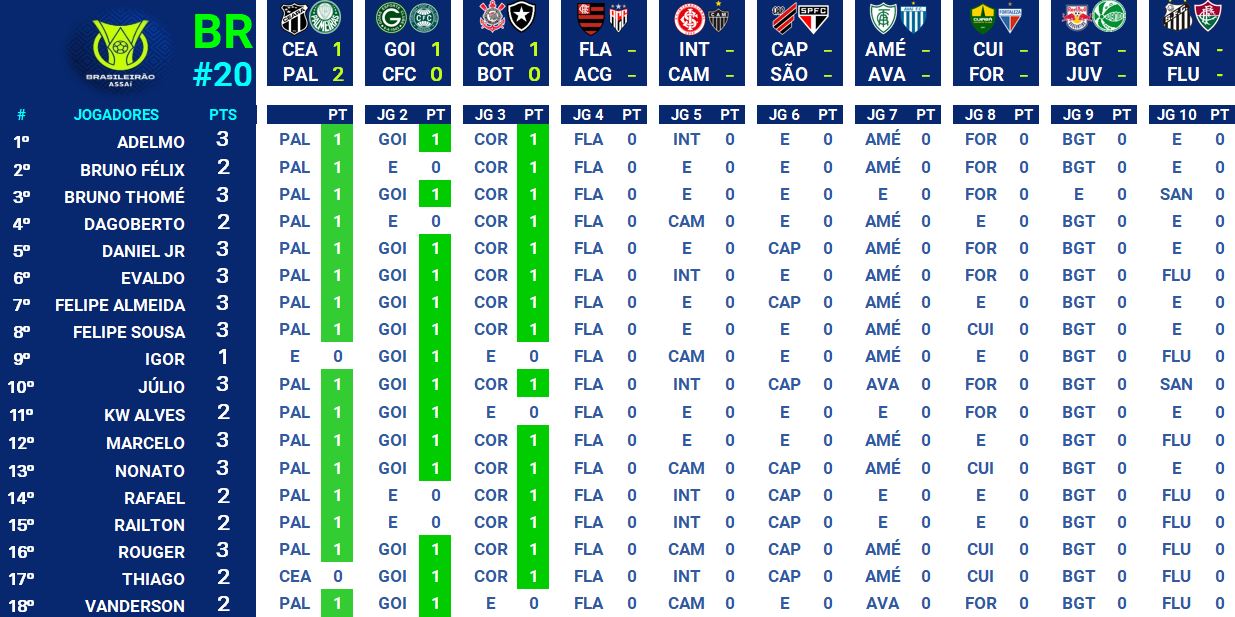 BR CEA 1 GOI 1 COR 1 FLA – INT – CAP – AMÉ – CUI – BGT – SAN -
BRASILEIRÃO
ASSAÍ
#20 PAL 2 CFC 0 BOT 0 ACG – CAM – SÃO – AVA – FOR – JUV – FLU -
# JOGADORES PTS PT JG 2 PT JG 3 PT JG 4 PT JG 5 PT JG 6 PT JG 7 PT JG 8 PT JG 9 PT JG 10 PT
1º ADELMO 3 PAL 1 GOI 1 COR 1 FLA 0 INT 0 E 0 AMÉ 0 FOR 0 BGT 0 E 0
2º BRUNO FÉLIX 2 PAL 1 E 0 COR 1 FLA 0 E 0 E 0 AMÉ 0 FOR 0 BGT 0 E 0
3º BRUNO THOMÉ 3 PAL 1 GOI 1 COR 1 FLA 0 E 0 E 0 E 0 FOR 0 E 0 SAN 0
4º DAGOBERTO 2 PAL 1 E 0 COR 1 FLA 0 CAM 0 E 0 AMÉ 0 E 0 BGT 0 E 0
5º DANIEL JR 3 PAL 1 GOI 1 COR 1 FLA 0 E 0 CAP 0 AMÉ 0 FOR 0 BGT 0 E 0
6º EVALDO 3 PAL 1 GOI 1 COR 1 FLA 0 INT 0 E 0 AMÉ 0 FOR 0 BGT 0 FLU 0
7º FELIPE ALMEIDA 3 PAL 1 GOI 1 COR 1 FLA 0 E 0 CAP 0 AMÉ 0 E 0 BGT 0 E 0
8º FELIPE SOUSA 3 PAL 1 GOI 1 COR 1 FLA 0 E 0 E 0 AMÉ 0 CUI 0 BGT 0 E 0
9º IGOR 1 E 0 GOI 1 E 0 FLA 0 CAM 0 E 0 AMÉ 0 E 0 BGT 0 FLU 0
10º JÚLIO 3 PAL 1 GOI 1 COR 1 FLA 0 INT 0 CAP 0 AVA 0 FOR 0 BGT 0 SAN 0
11º KW ALVES 2 PAL 1 GOI 1 E 0 FLA 0 E 0 E 0 E 0 FOR 0 BGT 0 E 0
12º MARCELO 3 PAL 1 GOI 1 COR 1 FLA 0 E 0 E 0 AMÉ 0 E 0 BGT 0 FLU 0
13º NONATO 3 PAL 1 GOI 1 COR 1 FLA 0 CAM 0 CAP 0 AMÉ 0 CUI 0 BGT 0 E 0
14º RAFAEL 2 PAL 1 E 0 COR 1 FLA 0 INT 0 CAP 0 E 0 E 0 BGT 0 FLU 0
15º RAILTON 2 PAL 1 E 0 COR 1 FLA 0 INT 0 CAP 0 E 0 E 0 BGT 0 FLU 0
16º ROUGER 3 PAL 1 GOI 1 COR 1 FLA 0 CAM 0 CAP 0 AMÉ 0 CUI 0 BGT 0 FLU 0
17º THIAGO 2 CEA 0 GOI 1 COR 1 FLA 0 INT 0 CAP 0 AMÉ 0 CUI 0 BGT 0 FLU 0
18º VANDERSON 2 PAL 1 GOI 1 E 0 FLA 0 CAM 0 E 0 AVA 0 FOR 0 BGT 0 FLU 0